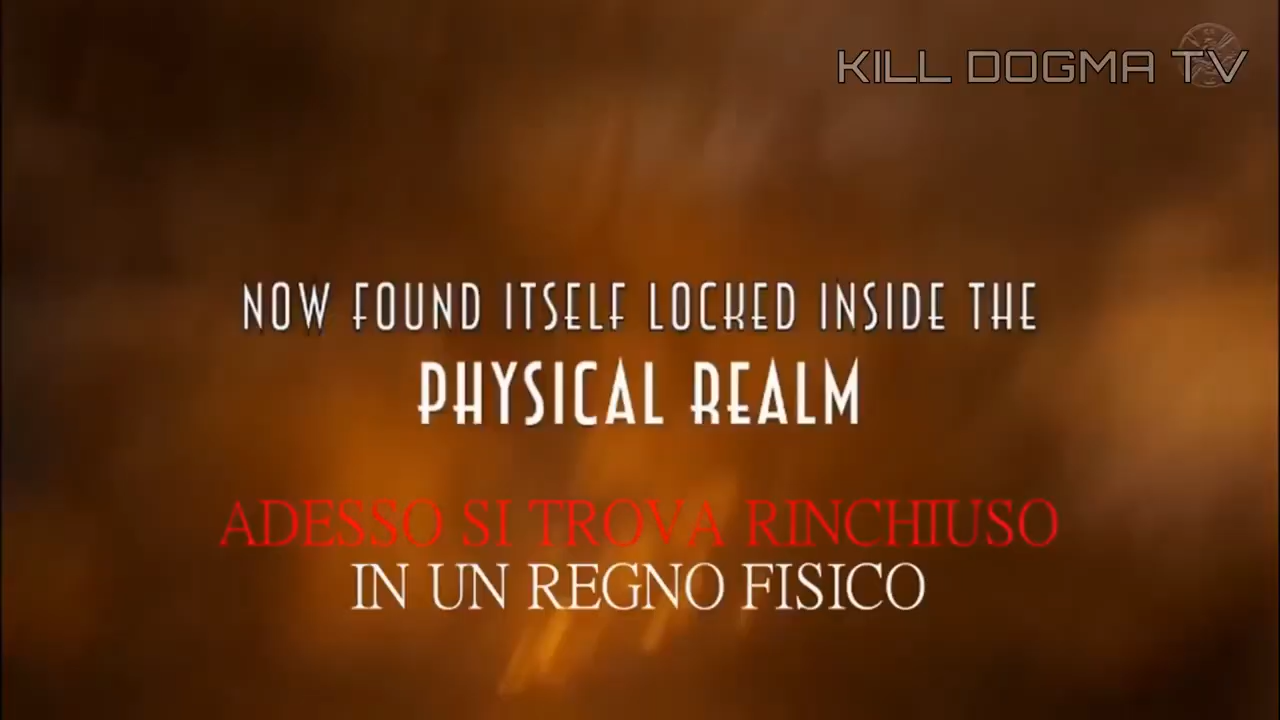 KILL DOGMA TV
NOW FOUND ITSELF LOCKED INSIDE THE
PHYSICAL REALM
ADESSO SI TROVA RINCHIUSO
IN UN REGNO FISICO